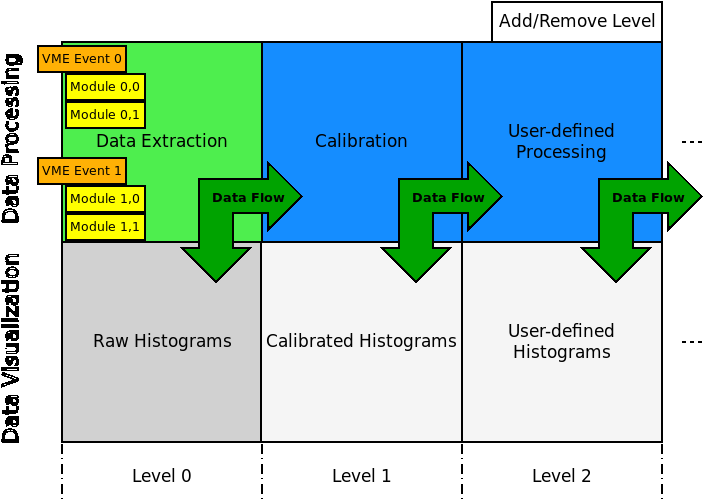 Add/Remove Level
Data Processing
VME Event 0
Module 0,0
Module 0,1
Data Extraction
VME Event 1
Module 1,0
Module 1,1
Data Flow
Calibration
Data Flow
User-defined
Processing
Data Flow
Data Visualization
Raw Histograms
Calibrated Histograms
User-defined
Histograms
Level 0
Level 1
Level 2